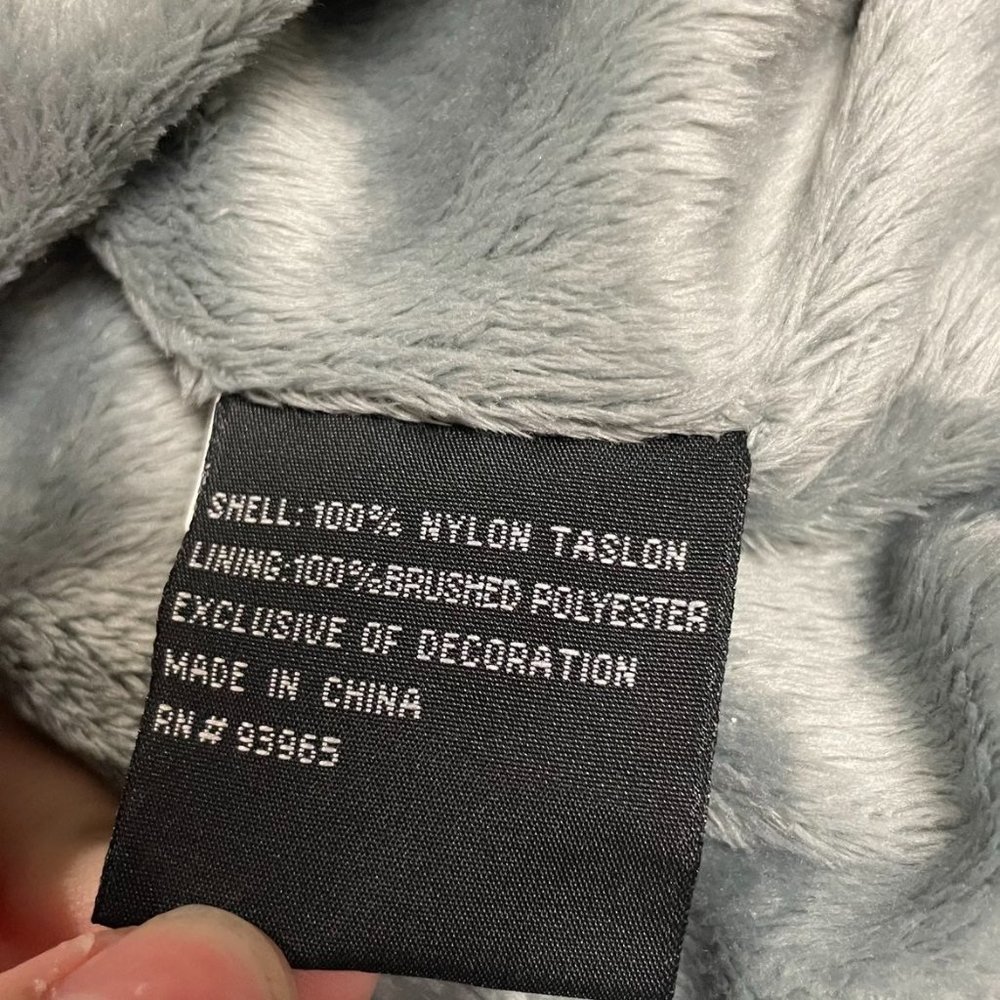 SHELL: 100% NYLON TASLON
LINING:100%BRUSHED POLYESTER
EXCLUSIVE OF DECORATION
MADE IN CHINA
RN# 93965